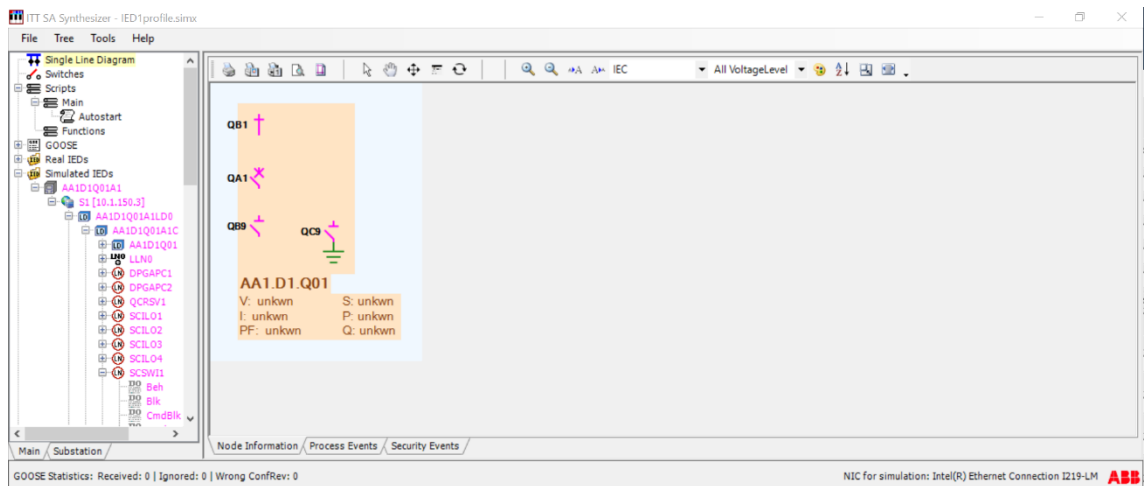 ITT SA Synthesizer - IED1profile.simx
File Tree Tools Help
Single Line Diagram
Switches
Scripts
Main
Autostart
Functions
GOOSE
Real IEDs
Simulated IEDs
AA1D1Q01A1
S1 [10.1.150.3]
AA1D1Q01A1LD0
AA1D1Q01A1C
AA1D1Q01
LLN0
DPGAPC1
DPGAPC2
QCRSV1
SCILO1
SCILO2
SCILO3
SCILO4
SCSWI1
Beh
Blk
CmdBlk
Main Substation
IEC All VoltageLevel
QB1
QA1
QB9 QC9
AA1.D1.Q01
V: unkwn S: unkwn
I: unkwn P: unkwn
PF: unkwn Q: unkwn
Node Information Process Events Security Events
GOOSE Statistics: Received: 0 | Ignored: 0 | Wrong ConfRev: 0 NIC for simulation: Intel(R) Ethernet Connection I219-LM ABB